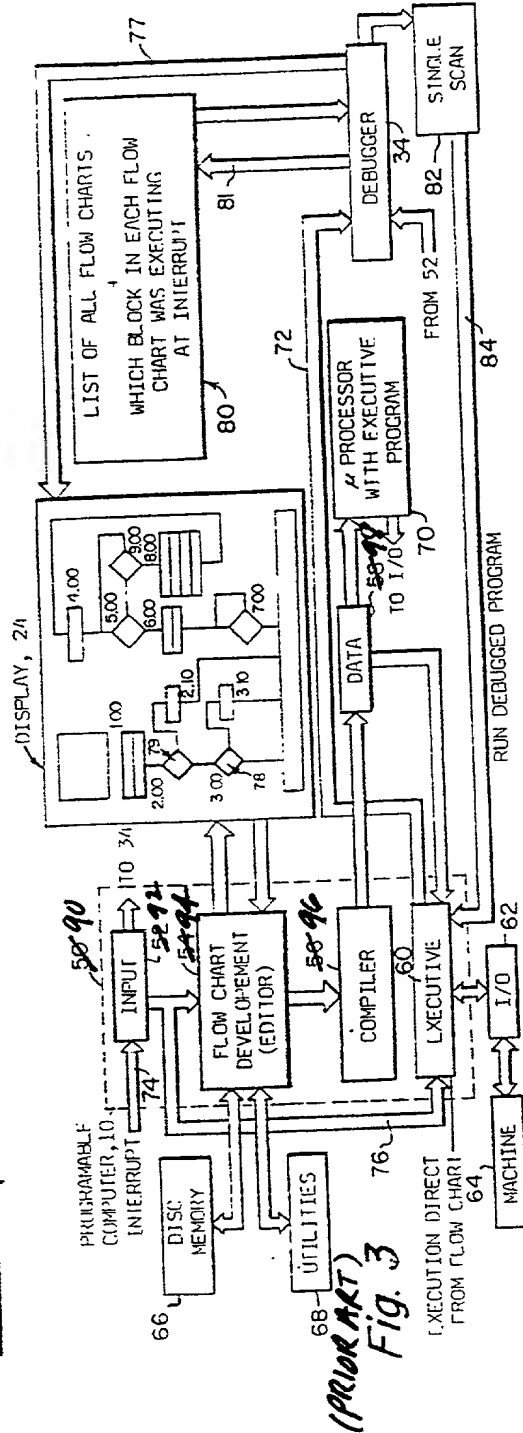 DISPLAY, 24
77
LIST OF ALL FLOW CHARTS
WHICH BLOCK IN EACH FLOW
CHART WAS EXECUTING
AT INTERRUPT
80
81
DEBUGGER
34
SINGLE
SCAN
82
FROM 52
84
72
1.00
2.00
79
2.10
3.00
78
3.10
4.00
5.00
6.00
7.00
8.00
9.00
PROGRAMABLE
COMPUTER, 10
INTERRUPT
74
90
INPUT
TO 34
92
94
FLOW CHART
DEVELOPEMENT
(EDITOR)
COMPILER
96
60
EXECUTIVE
DATA
98
μ PROCESSOR
WITH EXECUTIVE
PROGRAM
70
TO I/O
RUN DEBUGGED PROGRAM
DISC
MEMORY
66
UTILITIES
68
76
EXECUTION DIRECT
FROM FLOW CHART
64
MACHINE
I/O
62
(PRIOR ART)
Fig. 3